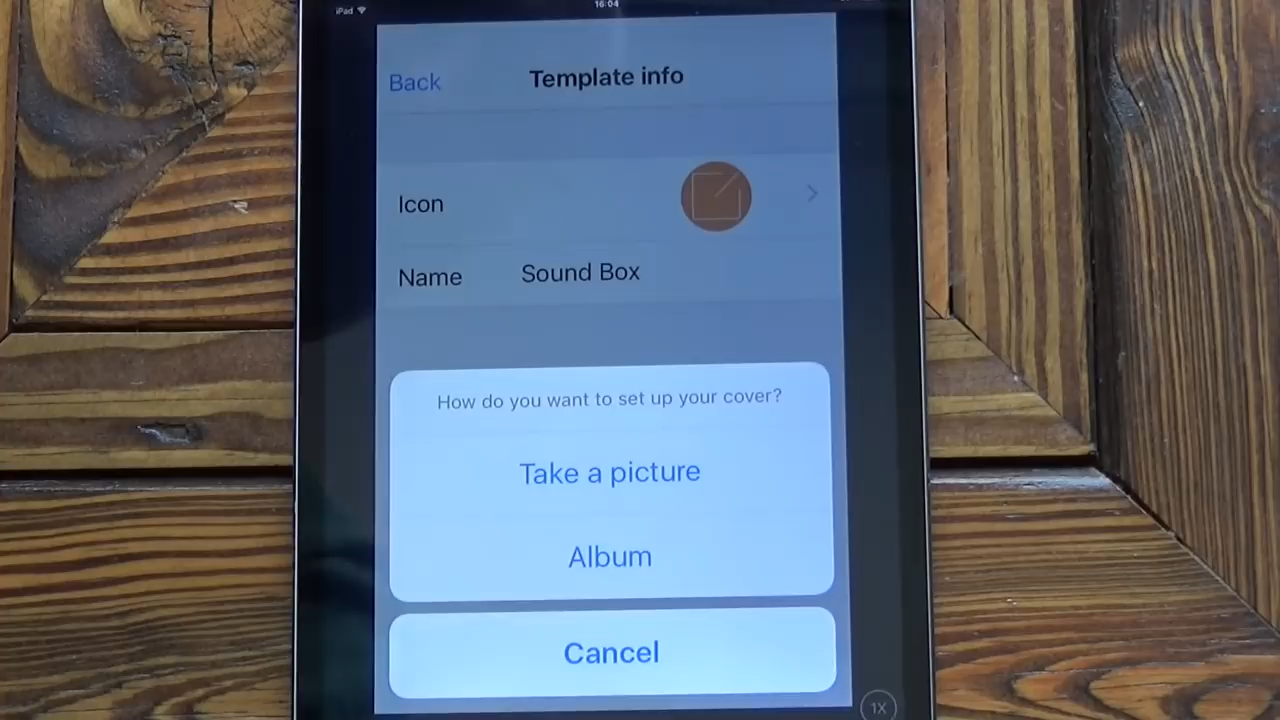 iPad
16:04
Back
Template info
Icon
Name
Sound Box
How do you want to set up your cover?
Take a picture
Album
Cancel
1X